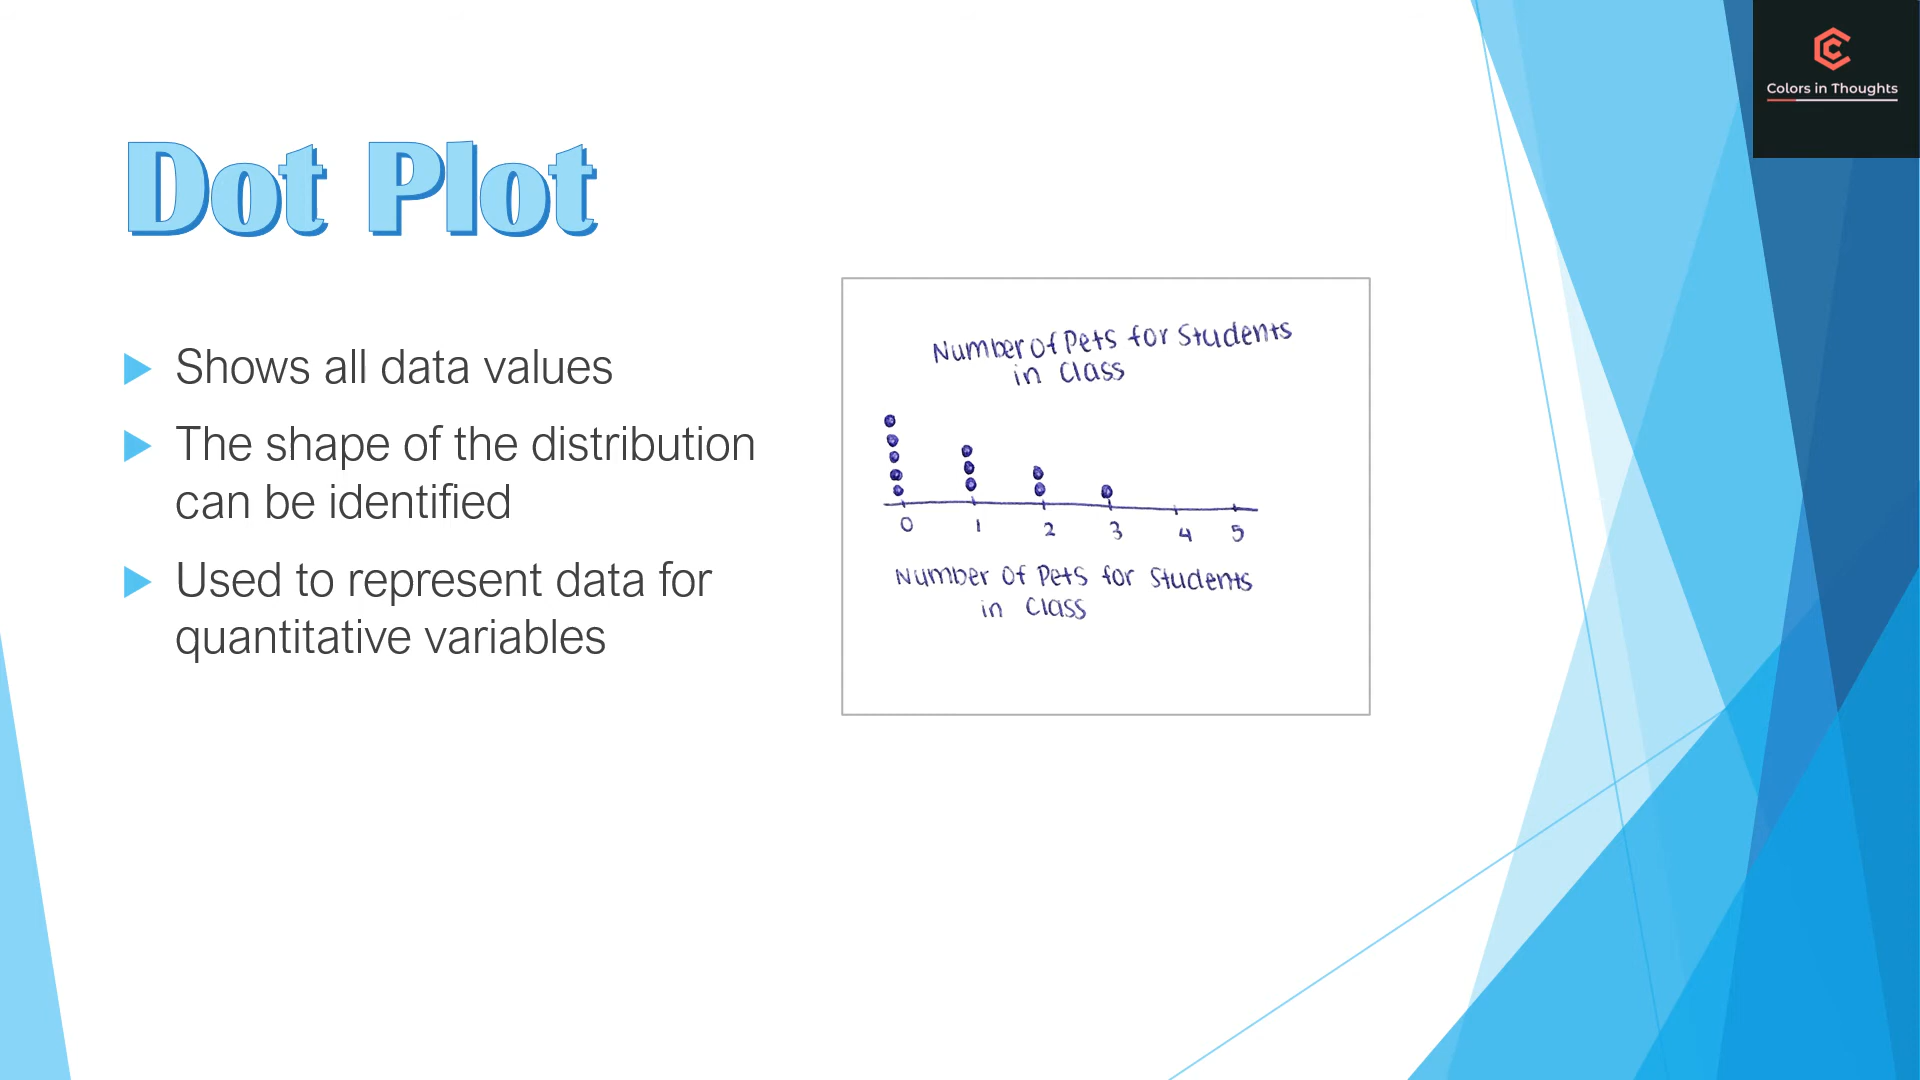 Colors in Thoughts
Dot Plot
Shows all data values
The shape of the distribution
can be identified
Used to represent data for
quantitative variables
Number of Pets for Students
in Class
0 1 2 3 4 5
Number of Pets for Students
in Class